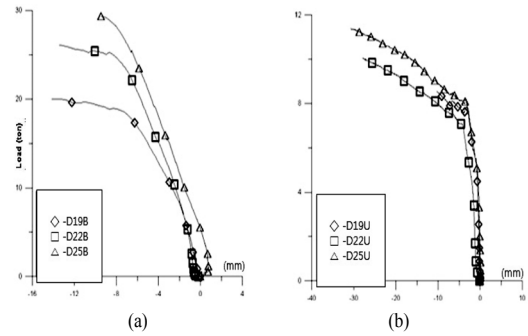 (a)
(b)
30
20
10
0
Load (ton)
◇ -D19B
□ -D22B
△ -D25B
(mm)
-16 -12 -8 -4 0 4
12
8
4
0
◇ -D19U
□ -D22U
△ -D25U
(mm)
-40 -30 -20 -10 0 10
(a)
(b)